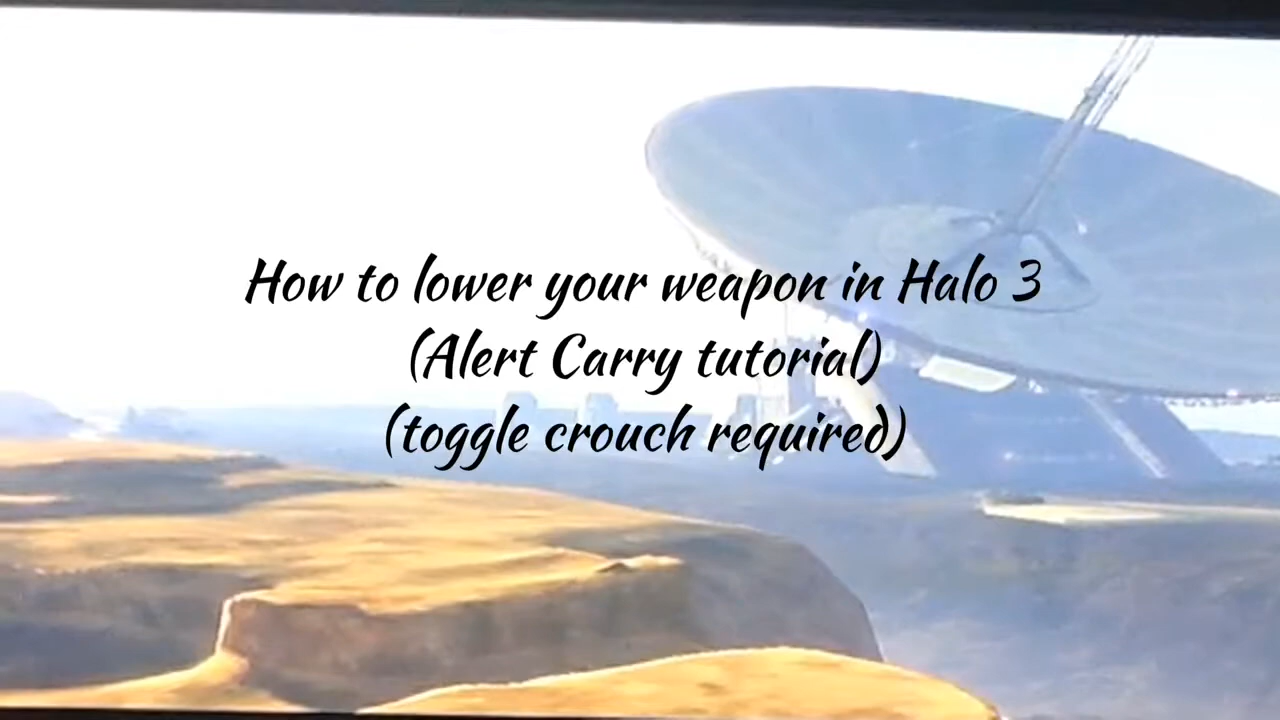 How to lower your weapon in Halo 3
(Alert Carry tutorial)
(toggle crouch required)